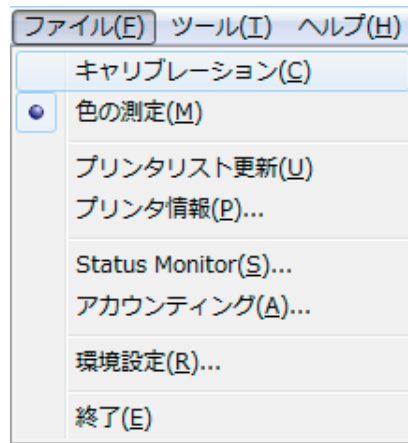 ファイル(F) ツール(T) ヘルプ(H)
キャリブレーション(C)
色の測定(M)
プリンタリスト更新(U)
プリンタ情報(P)...
Status Monitor(S)...
アカウンティング(A)...
環境設定(R)...
終了(E)